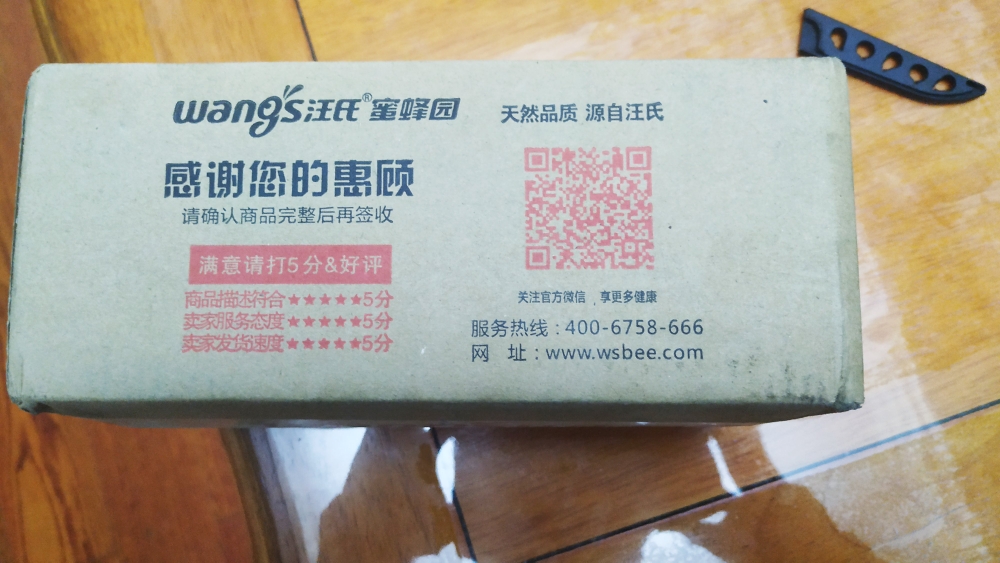 wang's汪氏®蜜蜂园
天然品质 源自汪氏
感谢您的惠顾
请确认商品完整后再签收
满意请打5分&好评
商品描述符合★★★★★5分
卖家服务态度★★★★★5分
卖家发货速度★★★★★5分
关注官方微信，享更多健康
服务热线：400-6758-666
网 址：www.wsbee.com